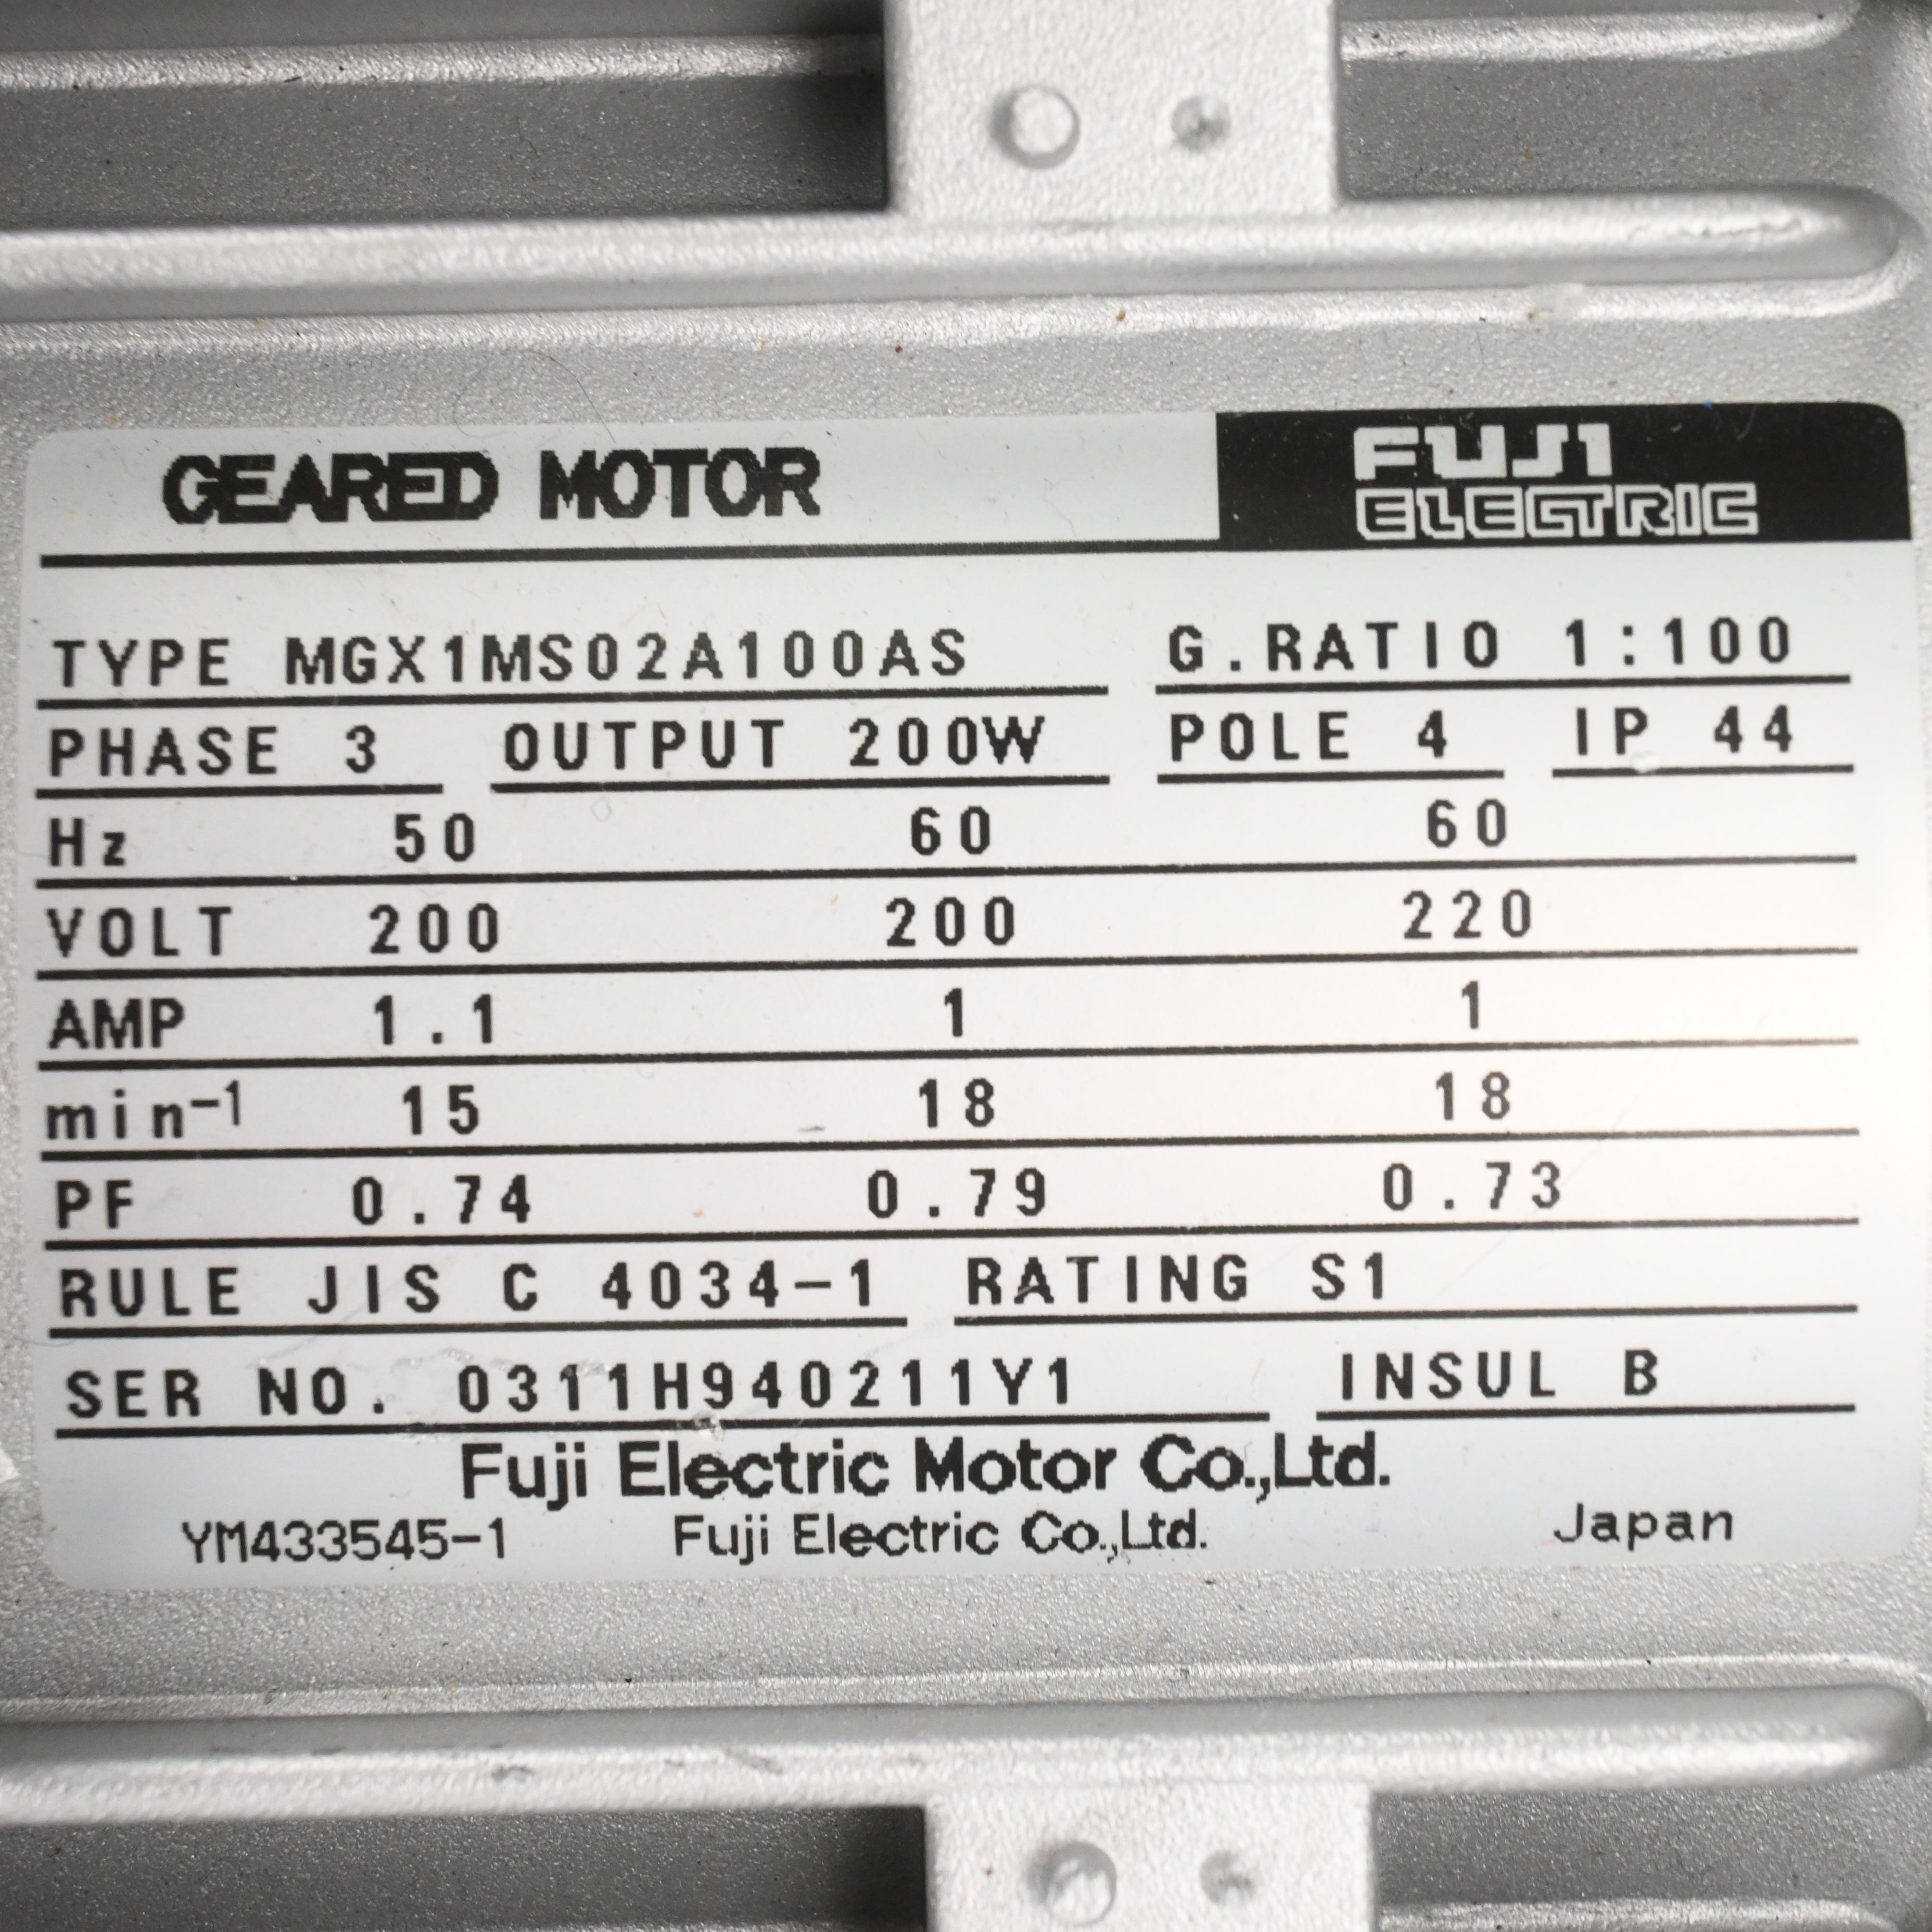 GEARED MOTOR
FUJI
ELECTRIC
TYPE MGX1MS02A100AS G.RATIO 1:100
PHASE 3 OUTPUT 200W POLE 4 IP 44
Hz 50 60 60
VOLT 200 200 220
AMP 1.1 1 1
min-1 15 18 18
PF 0.74 0.79 0.73
RULE JIS C 4034-1 RATING S1
SER NO. 0311H940211Y1 INSUL B
Fuji Electric Motor Co.,Ltd.
YM433545-1 Fuji Electric Co.,Ltd. Japan